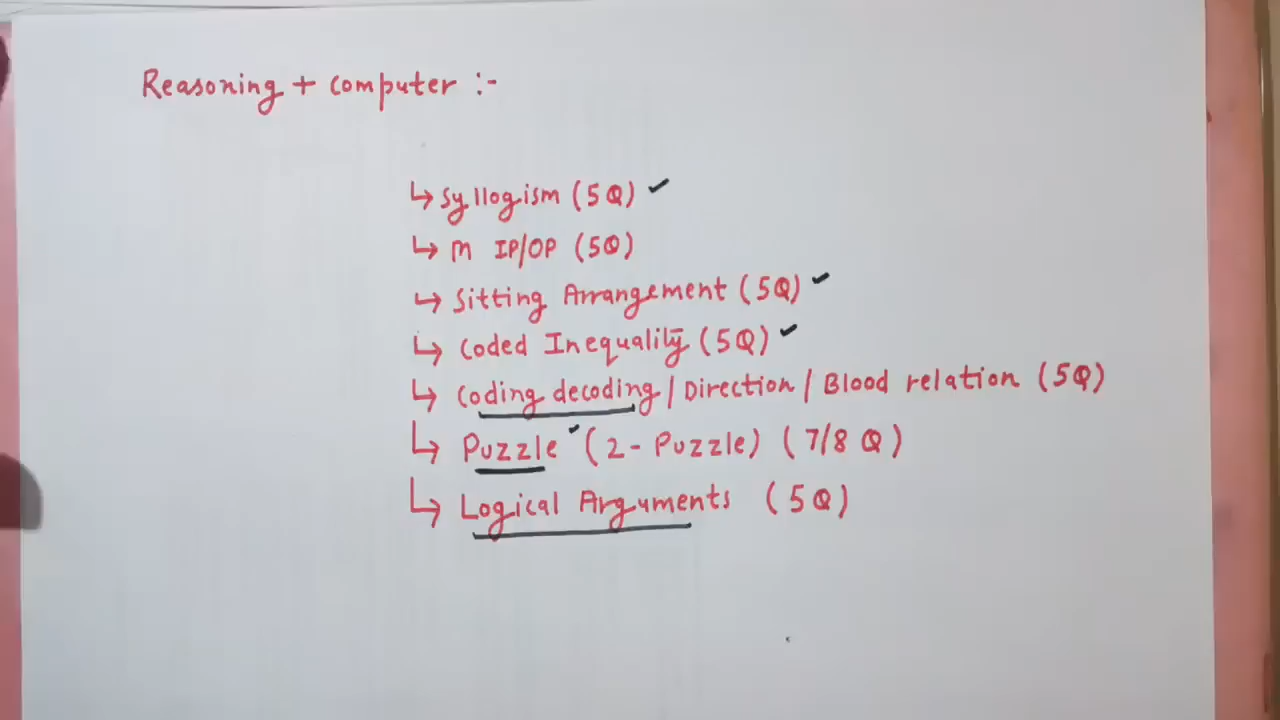 Reasoning + computer :-
↳ Syllogism (5Q) ✓
↳ M IP/OP (5Q)
↳ Sitting Arrangement (5Q) ✓
↳ Coded Inequality (5Q) ✓
↳ Coding decoding / Direction / Blood relation (5Q)
↳ Puzzle ✓ (2 - Puzzle) (7/8 Q)
↳ Logical Arguments (5Q)